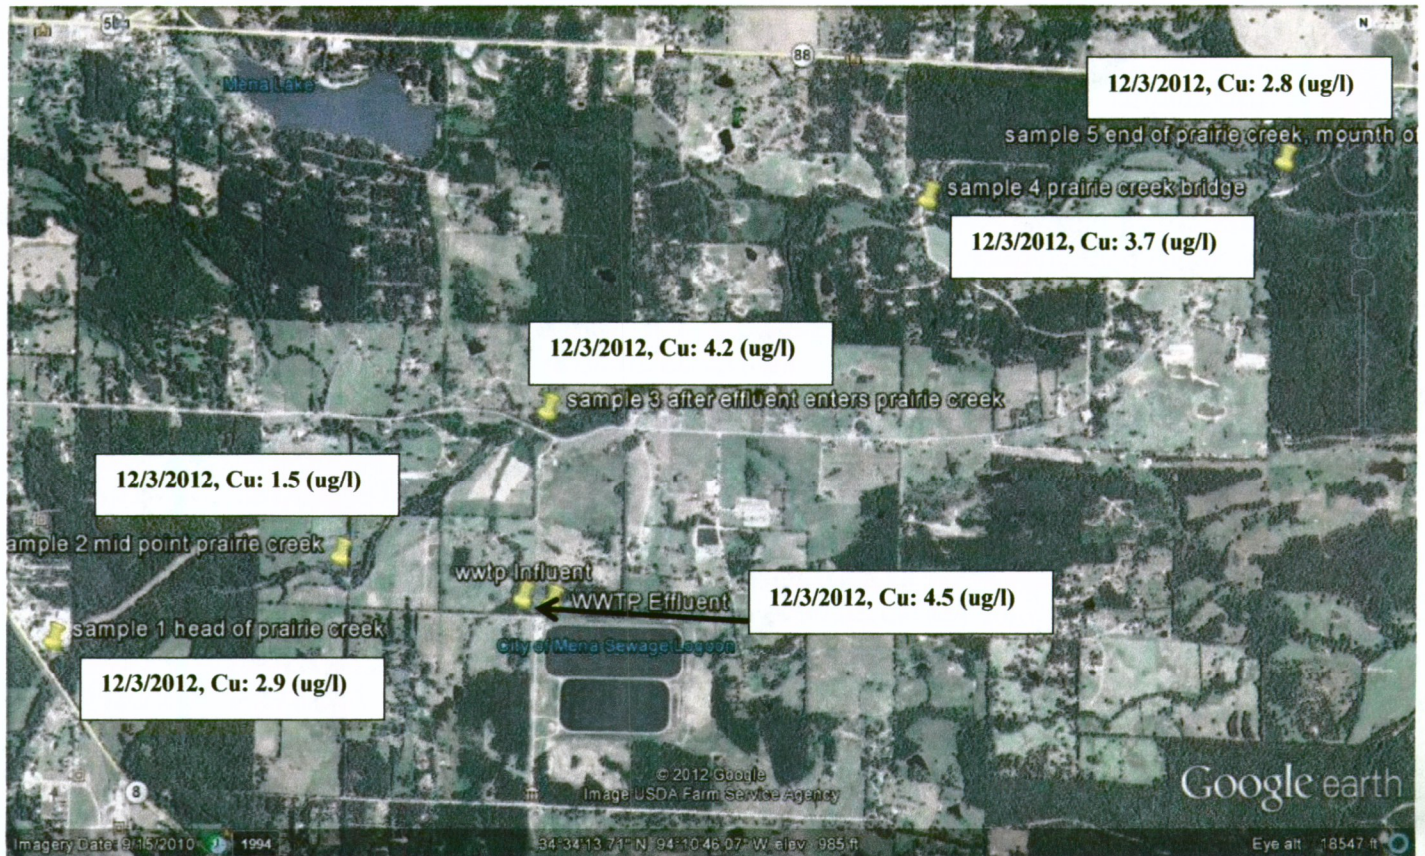 88
N
Mena Lake
12/3/2012, Cu: 2.8 (ug/l)
sample 5 end of prairie creek, mounth o
sample 4 prairie creek bridge
12/3/2012, Cu: 3.7 (ug/l)
12/3/2012, Cu: 4.2 (ug/l)
sample 3 after effluent enters prairie creek
12/3/2012, Cu: 1.5 (ug/l)
ample 2 mid point prairie creek
wwtp Influent
WWTP Effluent
12/3/2012, Cu: 4.5 (ug/l)
sample 1 head of prairie creek
City of Mena Sewage Lagoon
12/3/2012, Cu: 2.9 (ug/l)
8
© 2012 Google
Image USDA Farm Service Agency
Google earth
Imagery Date: 9/15/2010
1994
34°34'13.71" N 94°10'46.07" W elev 985 ft
Eye alt 18547 ft